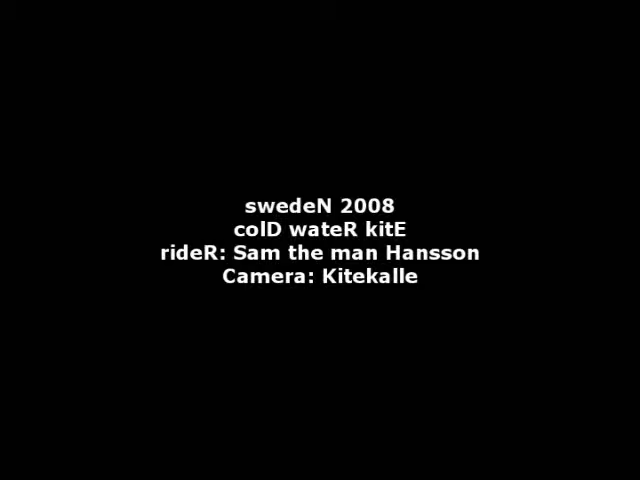 swedeN 2008
colD wateR kitE
rideR: Sam the man Hansson
Camera: Kitekalle